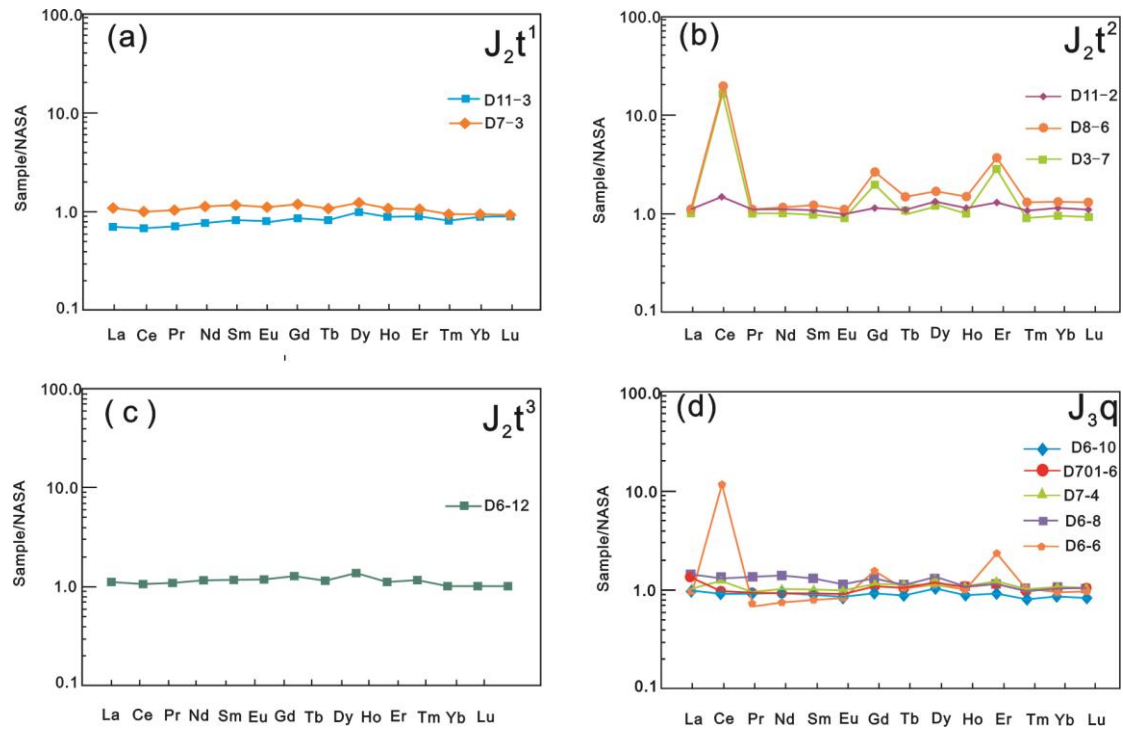 (a)
J₂t¹
100.0
10.0
1.0
0.1
Sample/NASA
D11-3
D7-3
La Ce Pr Nd Sm Eu Gd Tb Dy Ho Er Tm Yb Lu
(b)
J₂t²
100.0
10.0
1.0
0.1
Sample/NASA
D11-2
D8-6
D3-7
La Ce Pr Nd Sm Eu Gd Tb Dy Ho Er Tm Yb Lu
(c)
J₂t³
100.0
10.0
1.0
0.1
Sample/NASA
D6-12
La Ce Pr Nd Sm Eu Gd Tb Dy Ho Er Tm Yb Lu
(d)
J₃q
100.0
10.0
1.0
0.1
Sample/NASA
D6-10
D701-6
D7-4
D6-8
D6-6
La Ce Pr Nd Sm Eu Gd Tb Dy Ho Er Tm Yb Lu